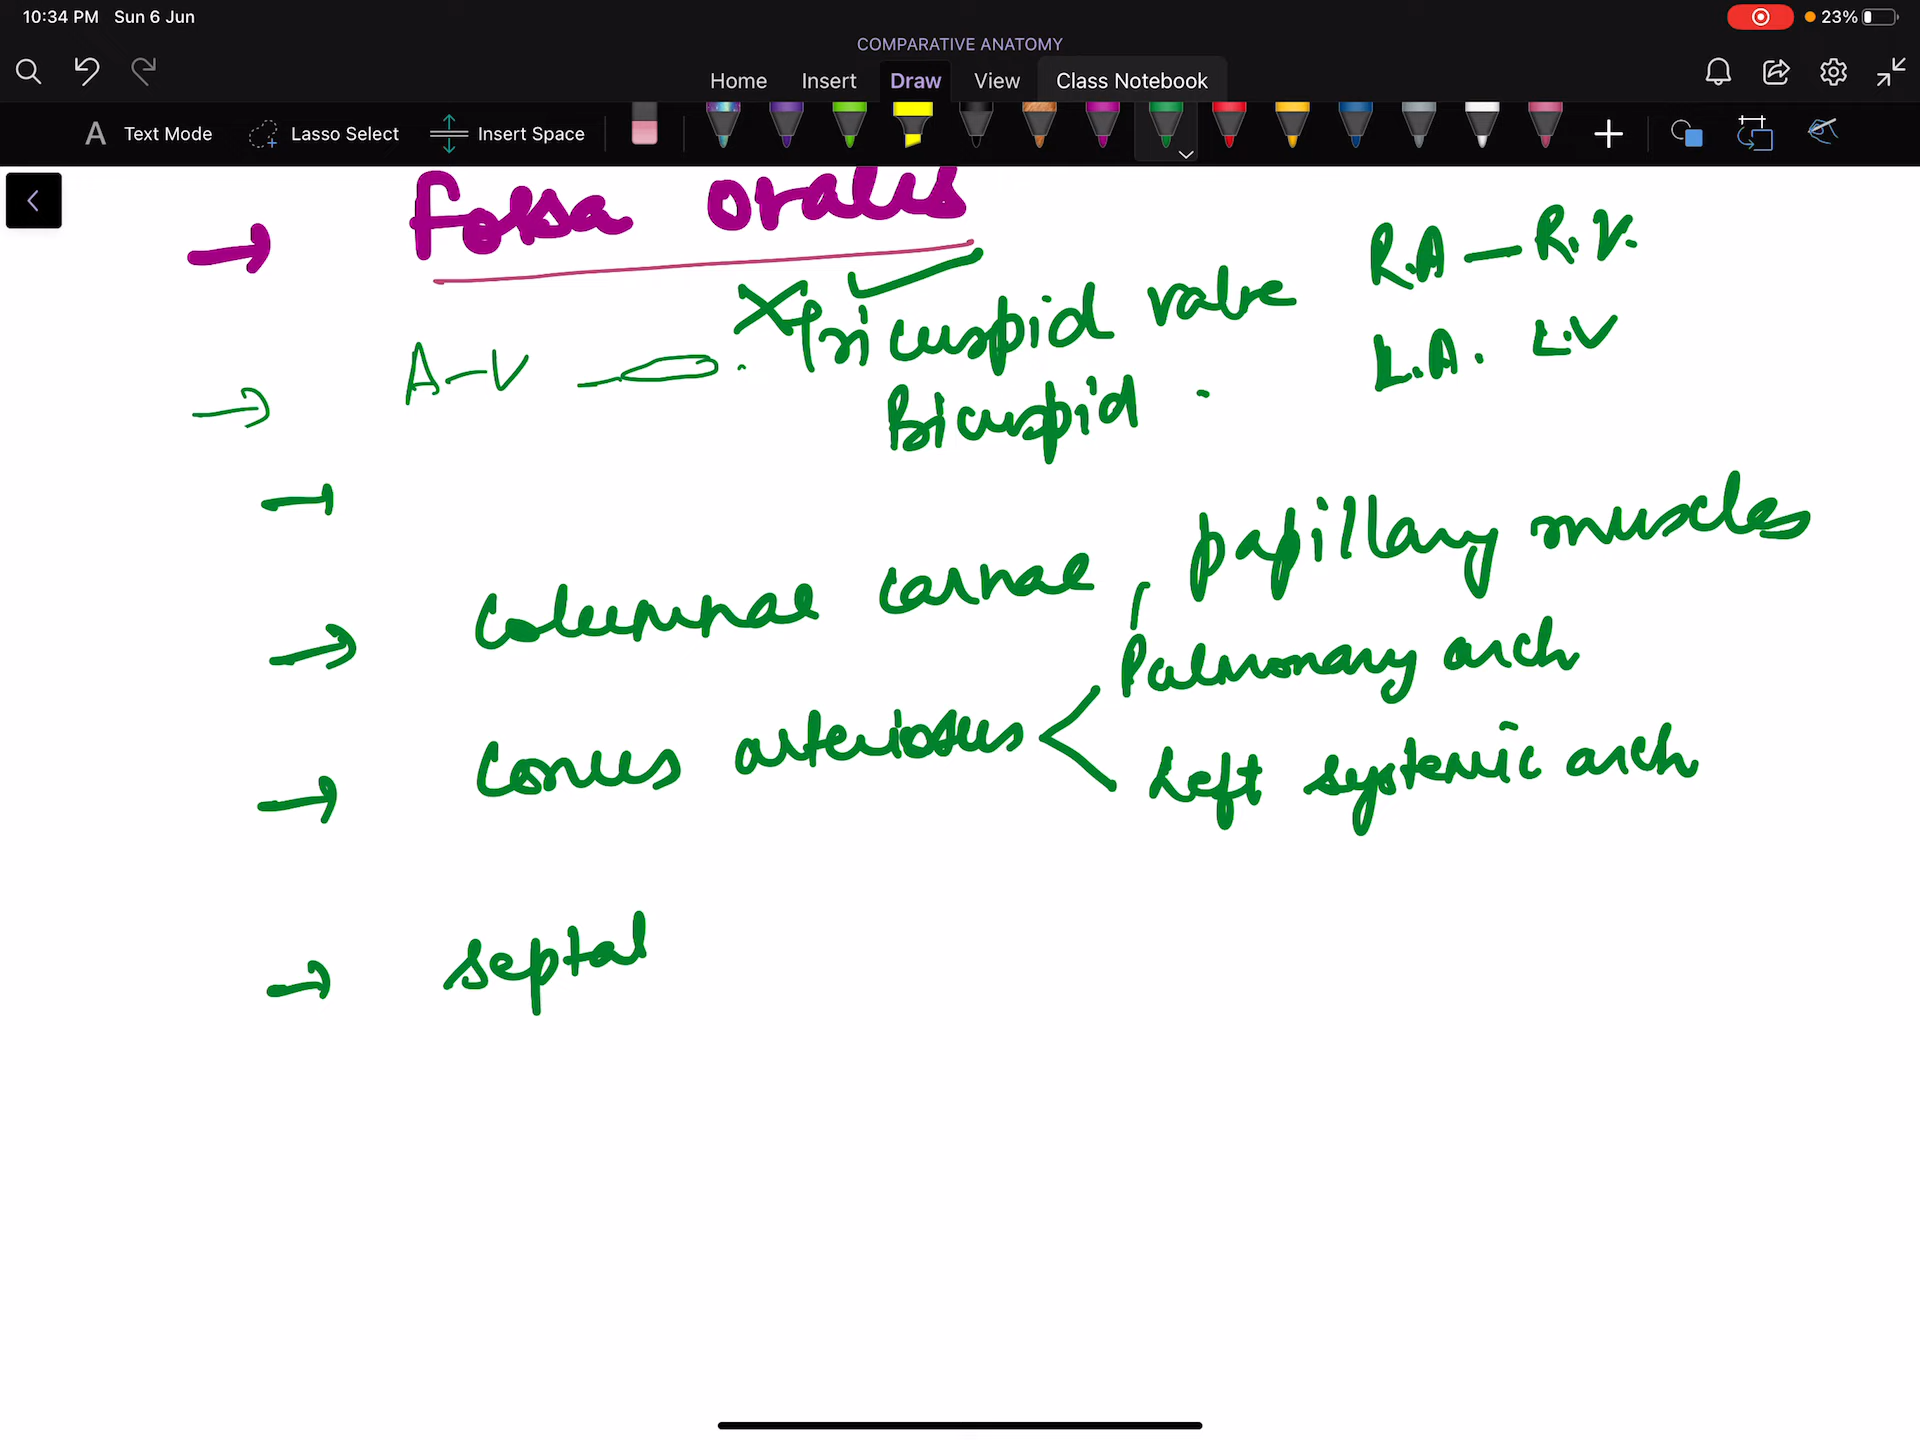 10:34 PM Sun 6 Jun 23%
COMPARATIVE ANATOMY
Home Insert Draw View Class Notebook
A Text Mode Lasso Select Insert Space
→ fossa ovalis
R.A — R.V.
→ A-V Tricuspid valve
L.A. L.V
Bicuspid
→ columnae carnae, papillary muscles
Pulmonary arch
→ Conus arteriosus
Left systemic arch
→ septal